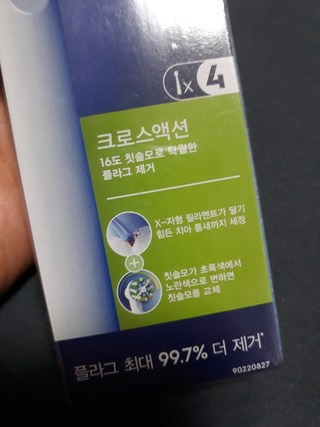 1x4
크로스액션
16도 칫솔모로 탁월한
플라그 제거
X-자형 필라멘트가 닿기
힘든 치아 틈새까지 세정
+
칫솔모가 초록색에서
노란색으로 변하면
칫솔모를 교체
플라그 최대 99.7% 더 제거*
90220827